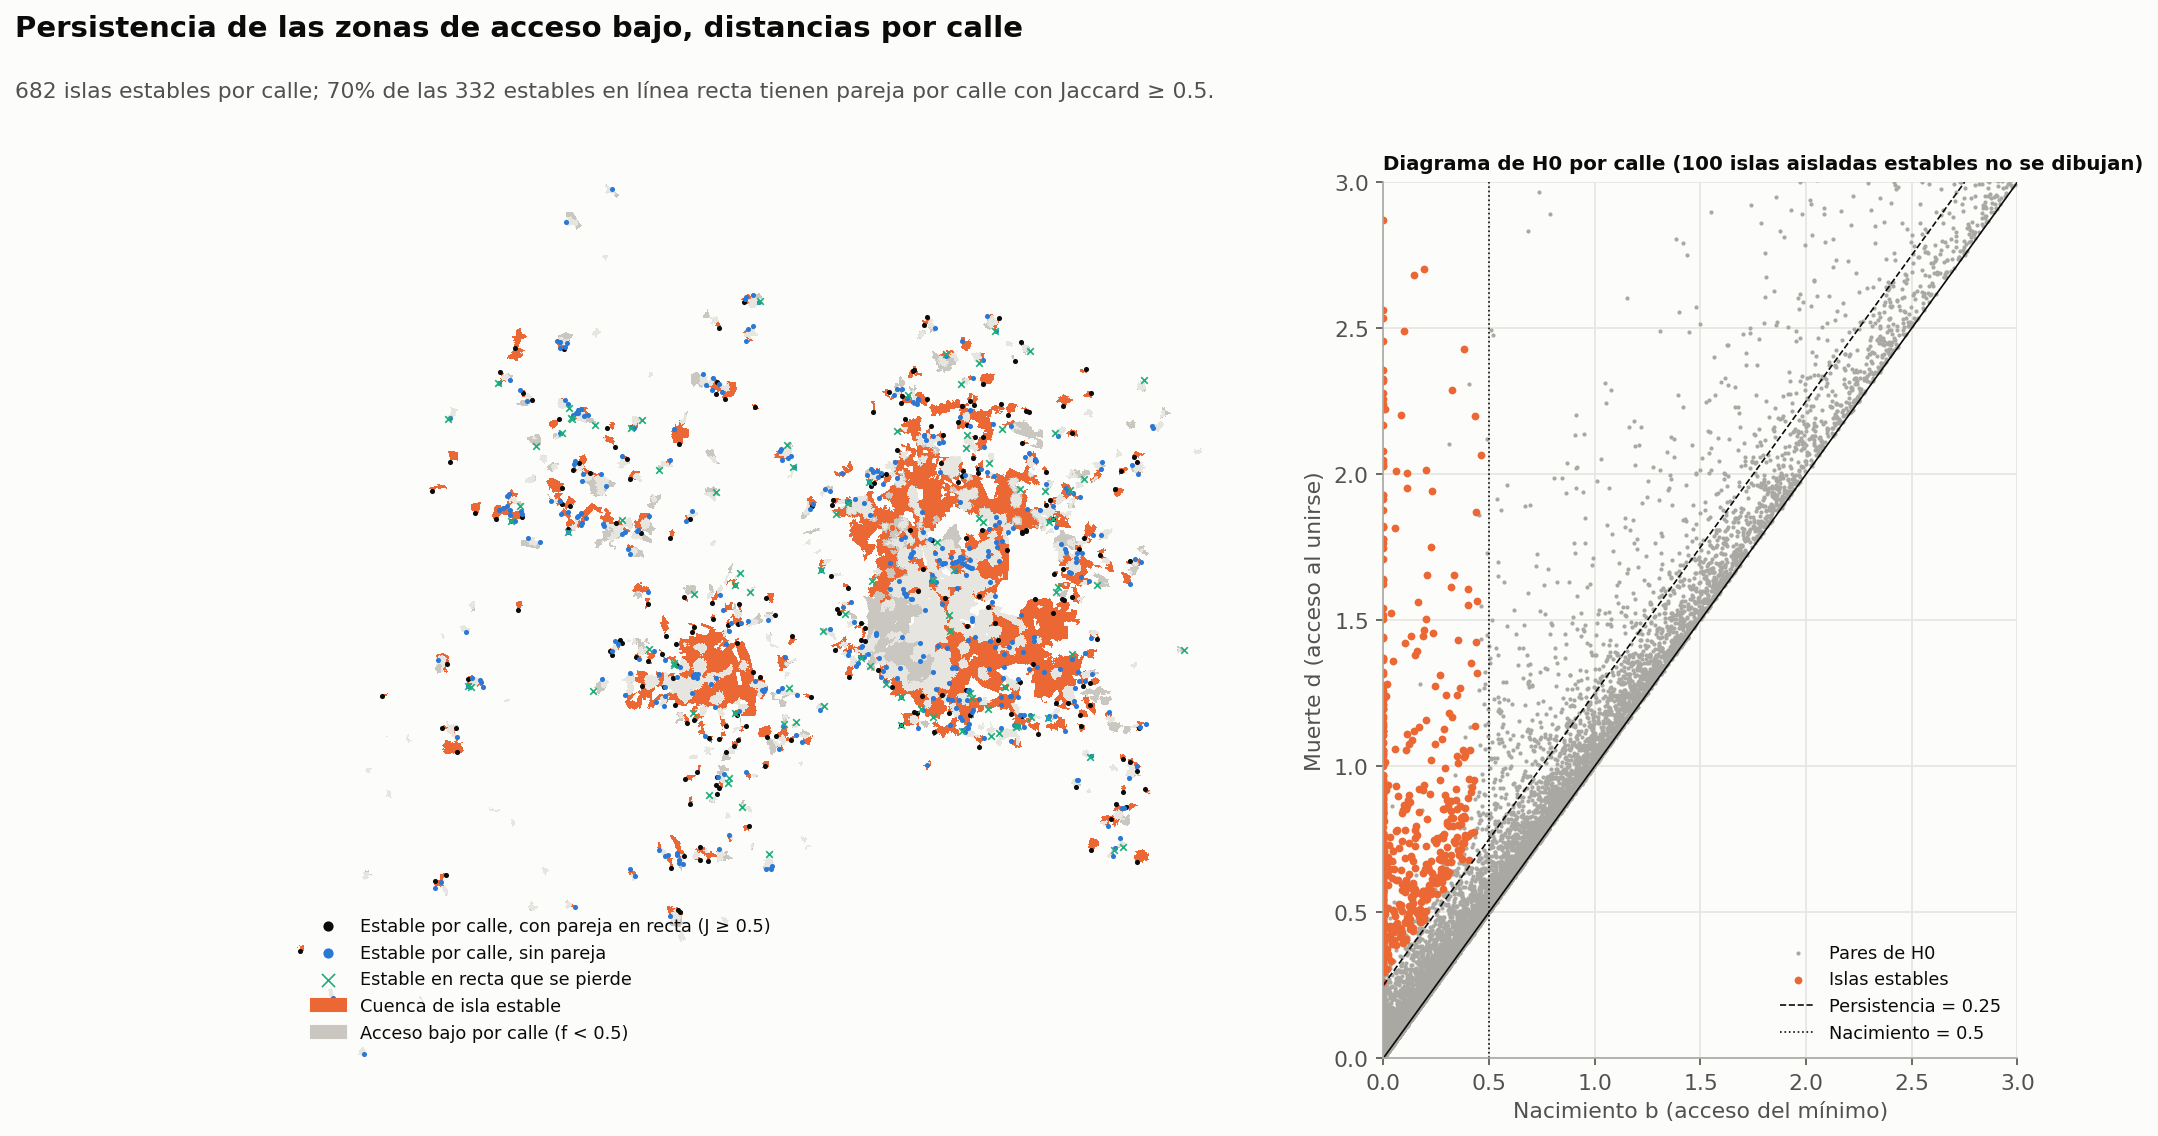 Persistencia de las zonas de acceso bajo, distancias por calle
682 islas estables por calle; 70% de las 332 estables en línea recta tienen pareja por calle con Jaccard ≥ 0.5.
Estable por calle, con pareja en recta (J ≥ 0.5)
Estable por calle, sin pareja
Estable en recta que se pierde
Cuenca de isla estable
Acceso bajo por calle (f < 0.5)
Diagrama de H0 por calle (100 islas aisladas estables no se dibujan)
Muerte d (acceso al unirse)
3.0
2.5
2.0
1.5
1.0
0.5
0.0
Pares de H0
Islas estables
Persistencia = 0.25
Nacimiento = 0.5
0.0 0.5 1.0 1.5 2.0 2.5 3.0
Nacimiento b (acceso del mínimo)